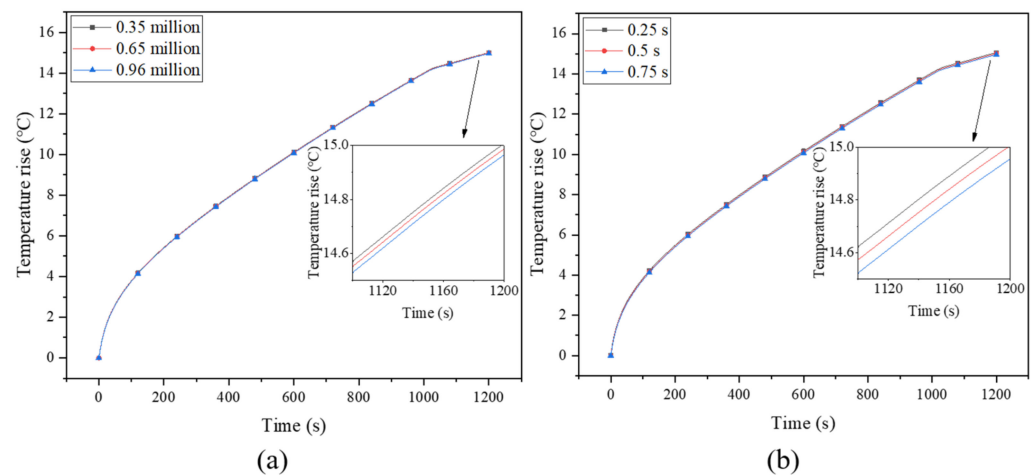 0.35 million
0.65 million
0.96 million
Temperature rise (°C)
16
14
12
10
8
6
4
2
0
0 200 400 600 800 1000 1200
Time (s)
Temperature rise (°C)
15.0
14.8
14.6
1120 1160 1200
Time (s)
(a)
0.25 s
0.5 s
0.75 s
Temperature rise (°C)
16
14
12
10
8
6
4
2
0
0 200 400 600 800 1000 1200
Time (s)
Temperature rise (°C)
15.0
14.8
14.6
1120 1160 1200
Time (s)
(b)